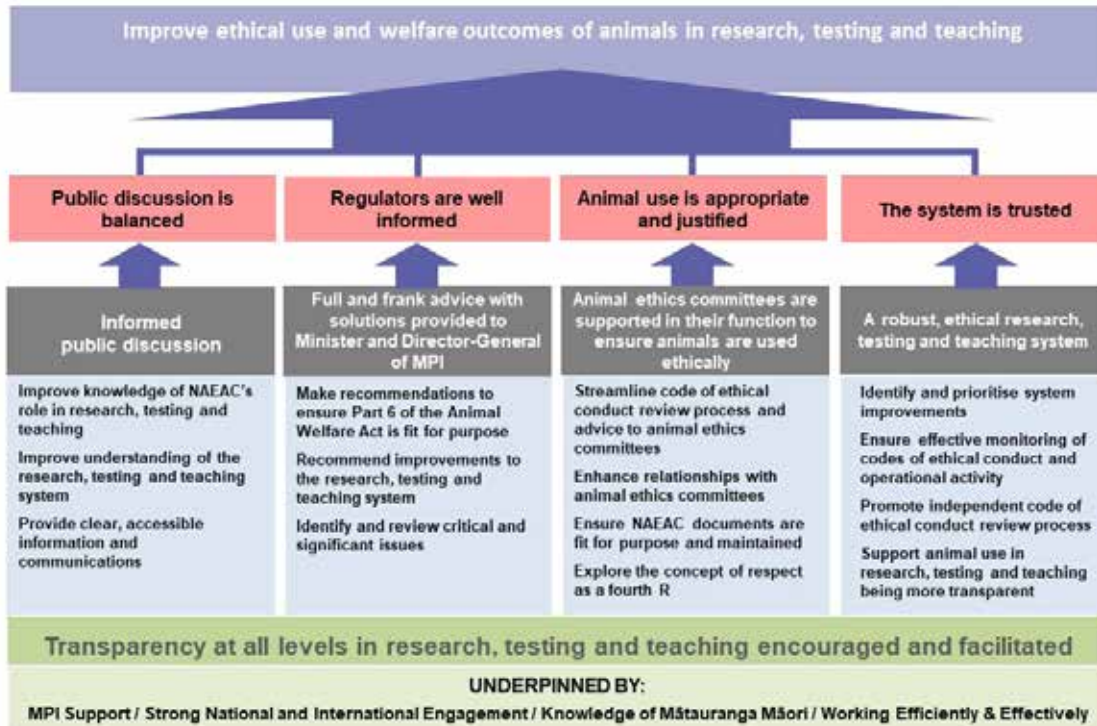 Improve ethical use and welfare outcomes of animals in research, testing and teaching
Public discussion is
balanced
Regulators are well
informed
Animal use is appropriate
and justified
The system is trusted
Informed
public discussion
Improve knowledge of NAEAC's
role in research, testing and
teaching
Improve understanding of the
research, testing and teaching
system
Provide clear, accessible
information and
communications
Full and frank advice with
solutions provided to
Minister and Director-General
of MPI
Make recommendations to
ensure Part 6 of the Animal
Welfare Act is fit for purpose
Recommend improvements to
the research, testing and
teaching system
Identify and review critical and
significant issues
Animal ethics committees are
supported in their function to
ensure animals are used
ethically
Streamline code of ethical
conduct review process and
advice to animal ethics
committees
Enhance relationships with
animal ethics committees
Ensure NAEAC documents are
fit for purpose and maintained
Explore the concept of respect
as a fourth R
A robust, ethical research,
testing and teaching system
Identify and prioritise system
improvements
Ensure effective monitoring of
codes of ethical conduct and
operational activity
Promote independent code of
ethical conduct review process
Support animal use in
research, testing and teaching
being more transparent
Transparency at all levels in research, testing and teaching encouraged and facilitated
UNDERPINNED BY:
MPI Support / Strong National and International Engagement / Knowledge of Mātauranga Māori / Working Efficiently & Effectively